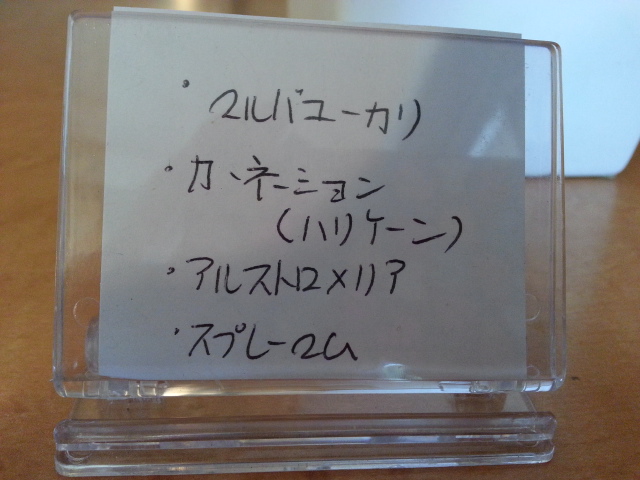 ・マルバユーカリ
・カーネーション
(ハリケーン)
・アルストロメリア
・スプレーマム